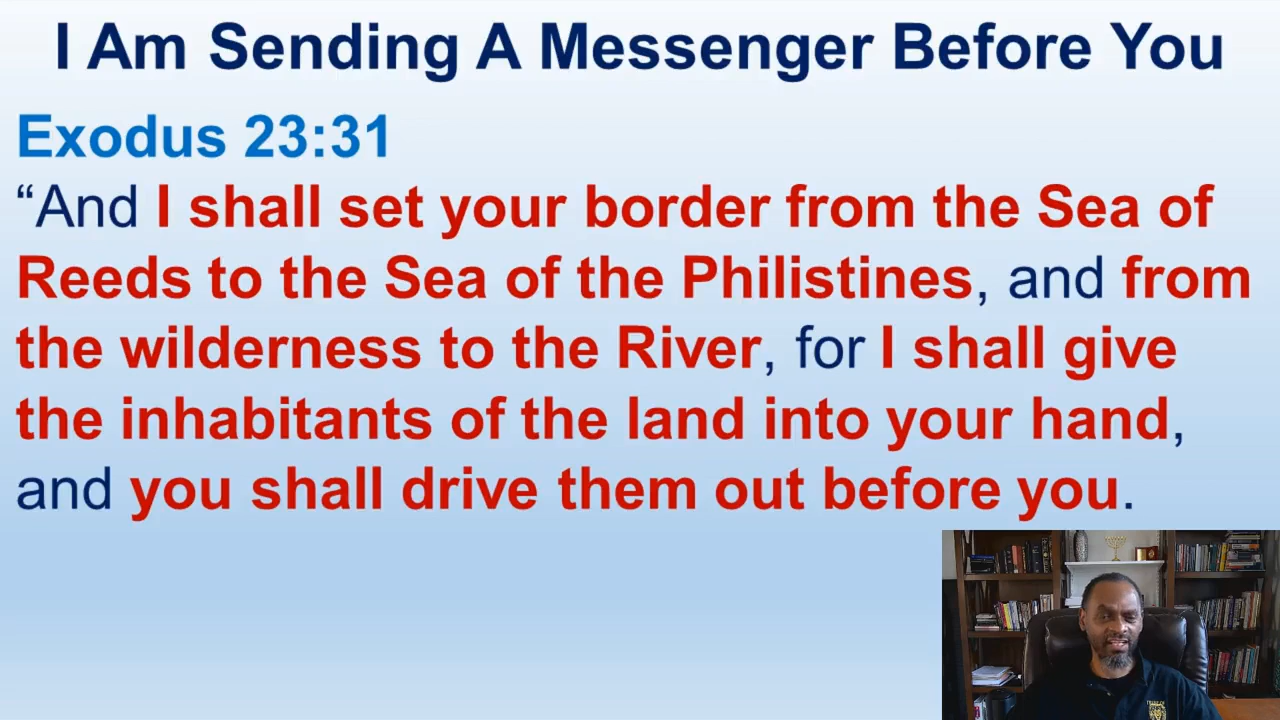 I Am Sending A Messenger Before You
Exodus 23:31
“And I shall set your border from the Sea of
Reeds to the Sea of the Philistines, and from
the wilderness to the River, for I shall give
the inhabitants of the land into your hand,
and you shall drive them out before you.